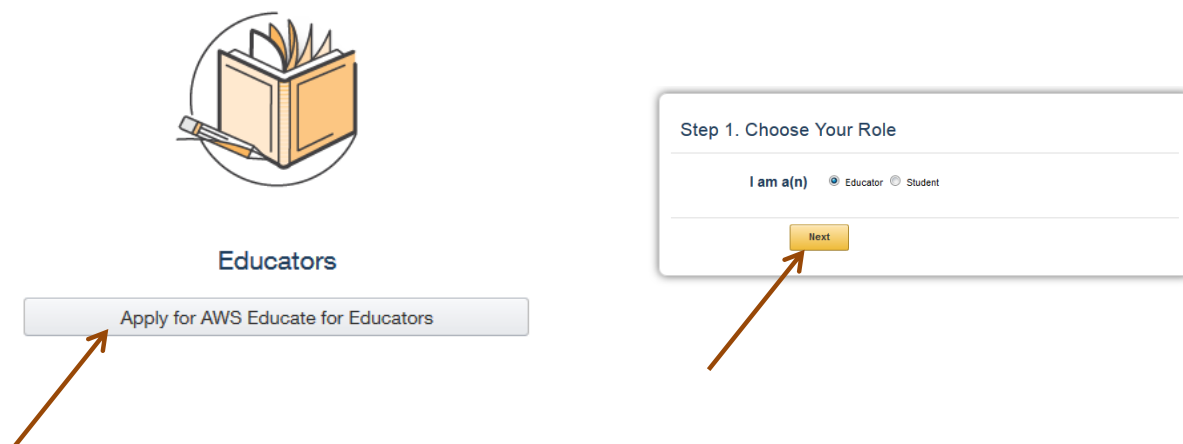 Educators
Apply for AWS Educate for Educators
Step 1. Choose Your Role
I am a(n) Educator Student
Next